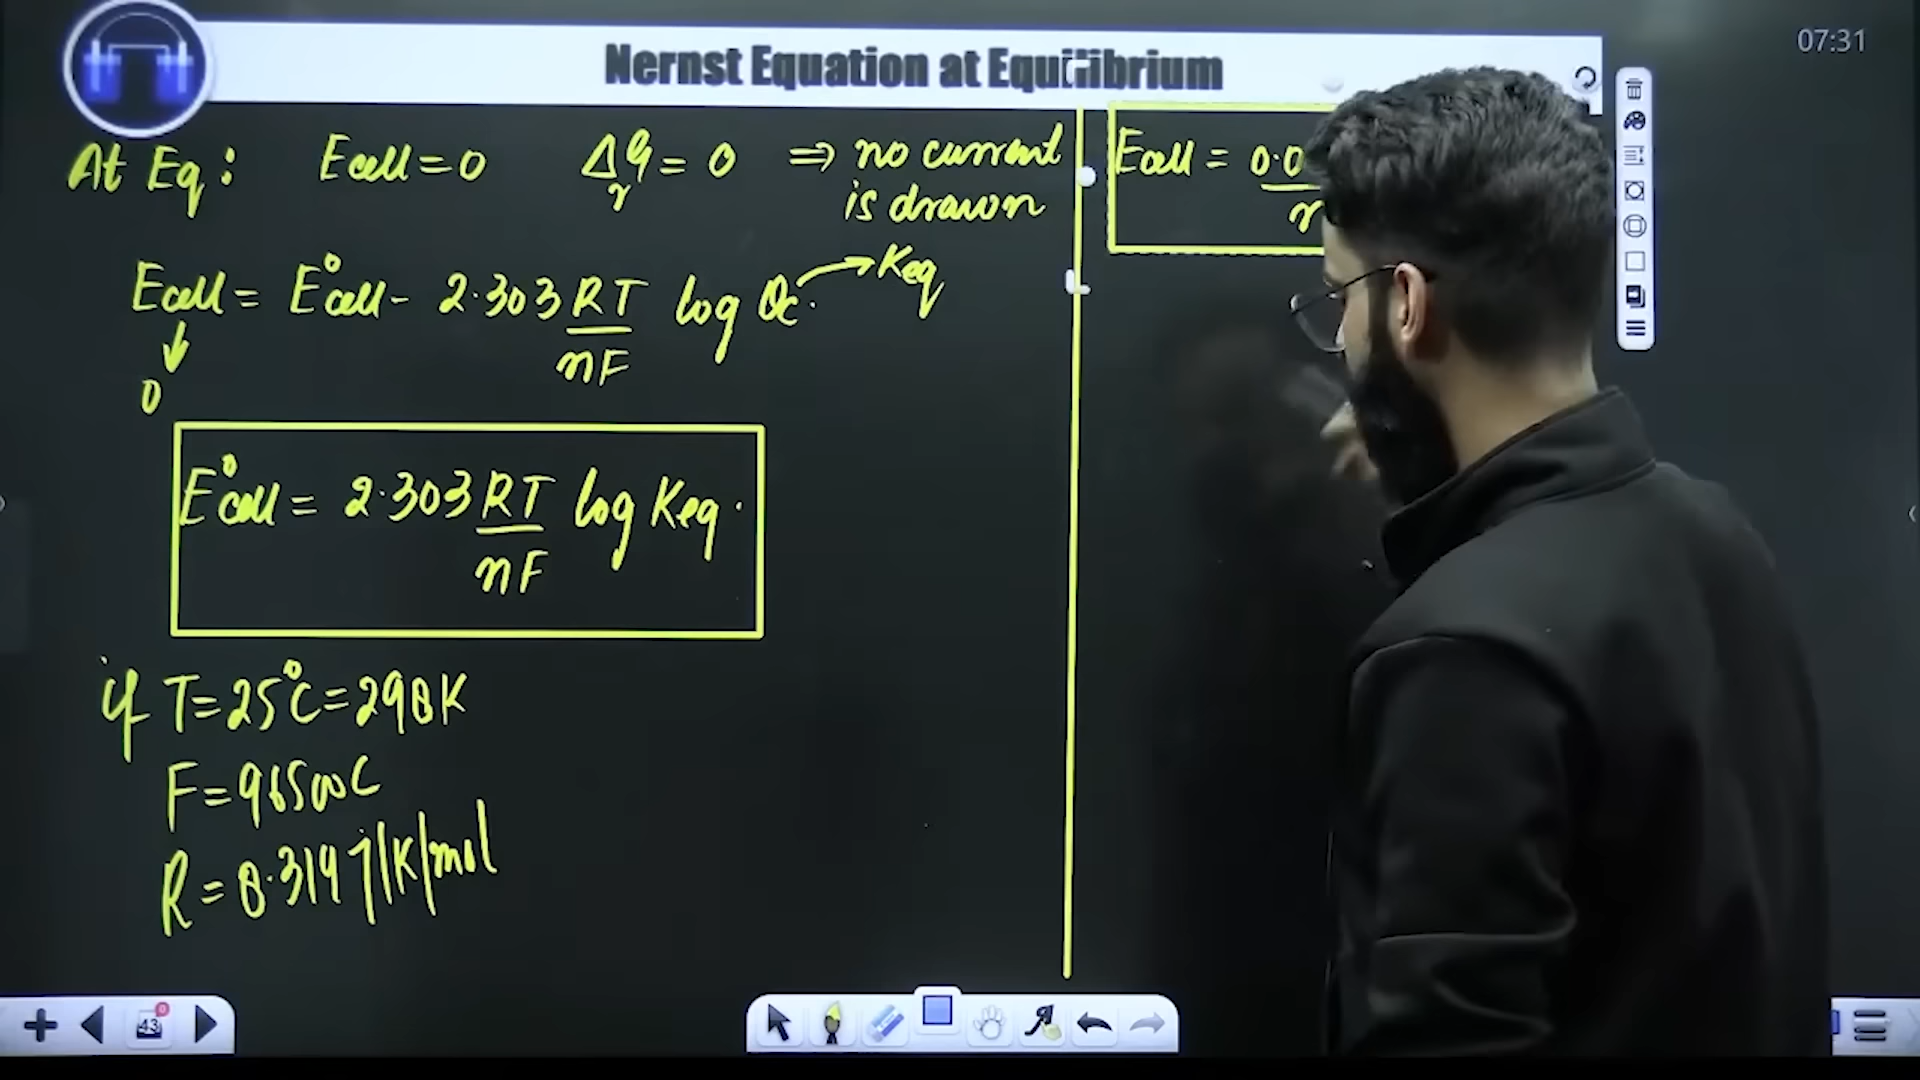 Nernst Equation at Equilibrium
07:31
At Eq: Ecell = 0 ΔrG = 0 ⇒ no current
is drawn
Ecell = E°cell - 2.303 RT/nF log Qc. → Keq
↓
0
E°cell = 2.303 RT/nF log Keq.
if T = 25°C = 298K
F = 96500C
R = 8.314 J/K/mol
Ecell = 0.0
n
43
0